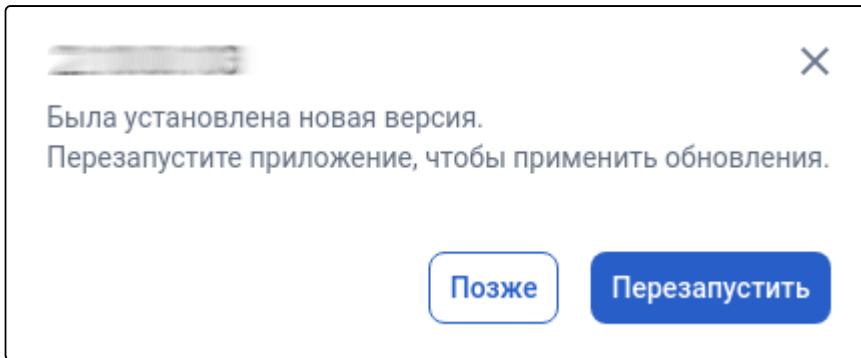 Была установлена новая версия.
Перезапустите приложение, чтобы применить обновления.
Позже
Перезапустить